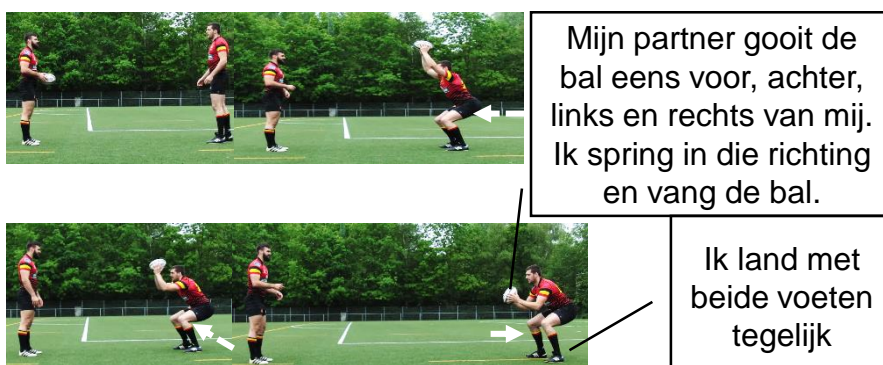 Mijn partner gooit de
bal eens voor, achter,
links en rechts van mij.
Ik spring in die richting
en vang de bal.
Ik land met
beide voeten
tegelijk